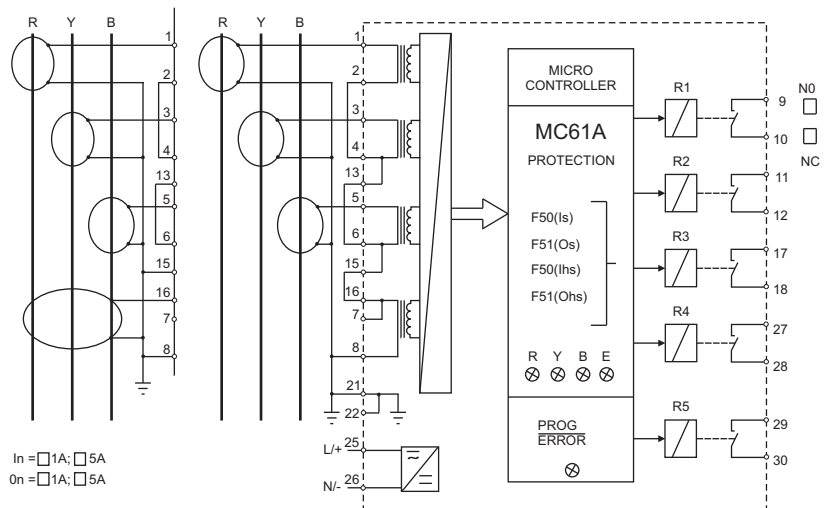 R Y B
1
2
3
4
13
5
6
15
16
7
8
In = 1A; 5A
0n = 1A; 5A
R Y B
1
2
3
4
13
5
6
15
16
7
8
21
22
L/+ 25
N/- 26
MICRO
CONTROLLER
MC61A
PROTECTION
F50(Is)
F51(Os)
F50(Ihs)
F51(Ohs)
R Y B E
PROG
ERROR
R1
R2
R3
R4
R5
9 N0
10
NC
11
12
17
18
27
28
29
30